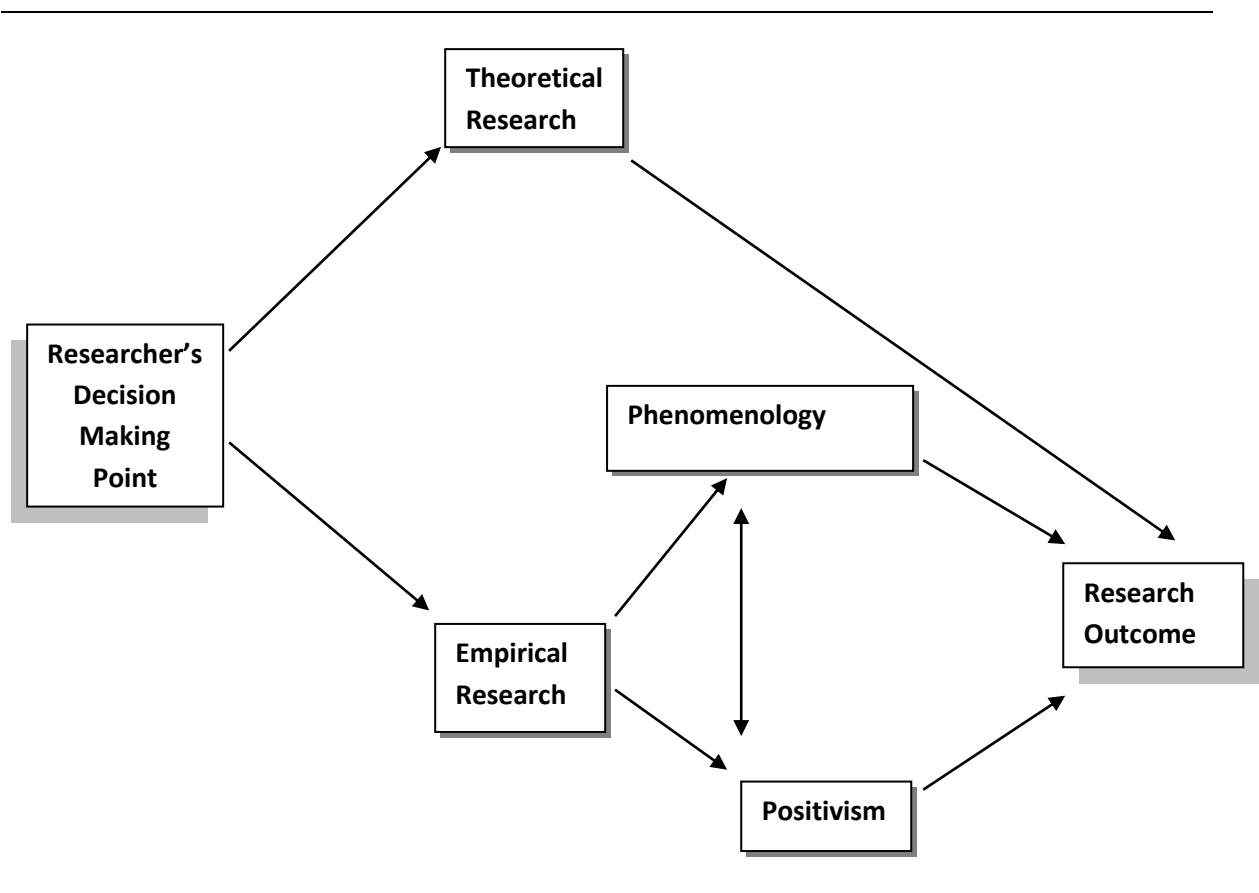 Theoretical
Research
Researcher’s
Decision
Making
Point
Phenomenology
Empirical
Research
Research
Outcome
Positivism